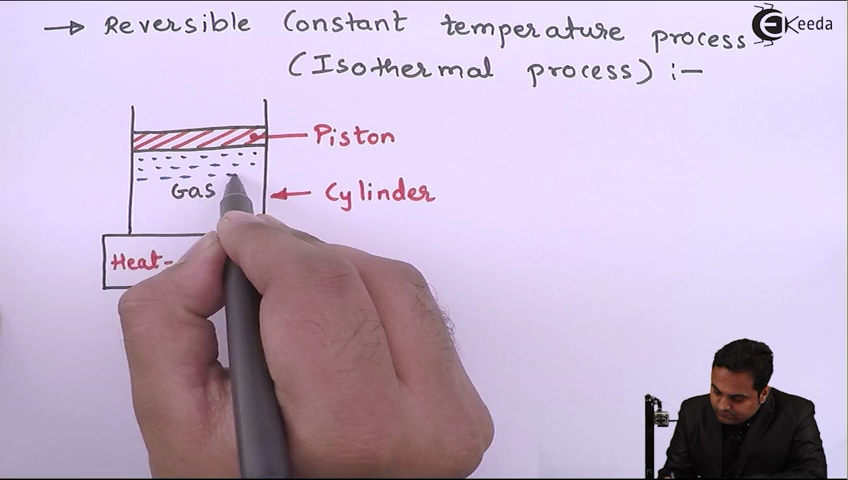 → Reversible Constant temperature process
(Isothermal process) :-
Ekeeda
Piston
Gas
Cylinder
Heat-